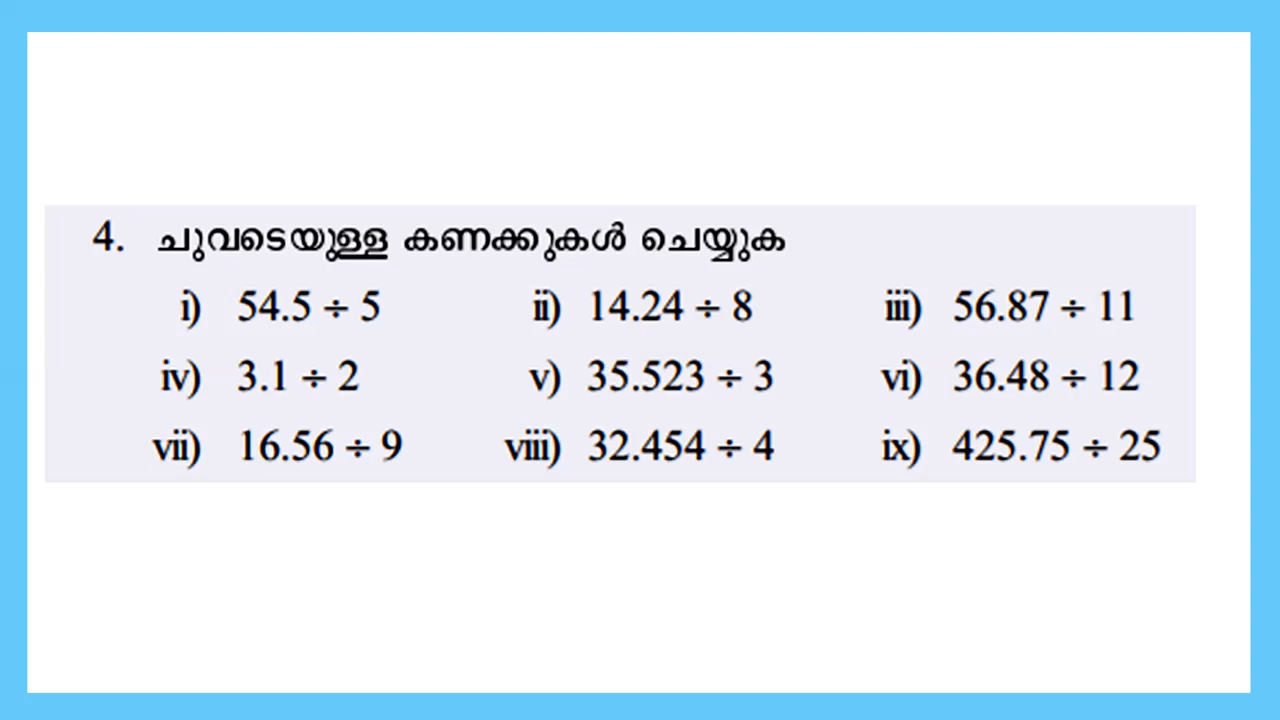 4. ചുവടെയുള്ള കണക്കുകൾ ചെയ്യുക
i) 54.5 ÷ 5 ii) 14.24 ÷ 8 iii) 56.87 ÷ 11
iv) 3.1 ÷ 2 v) 35.523 ÷ 3 vi) 36.48 ÷ 12
vii) 16.56 ÷ 9 viii) 32.454 ÷ 4 ix) 425.75 ÷ 25